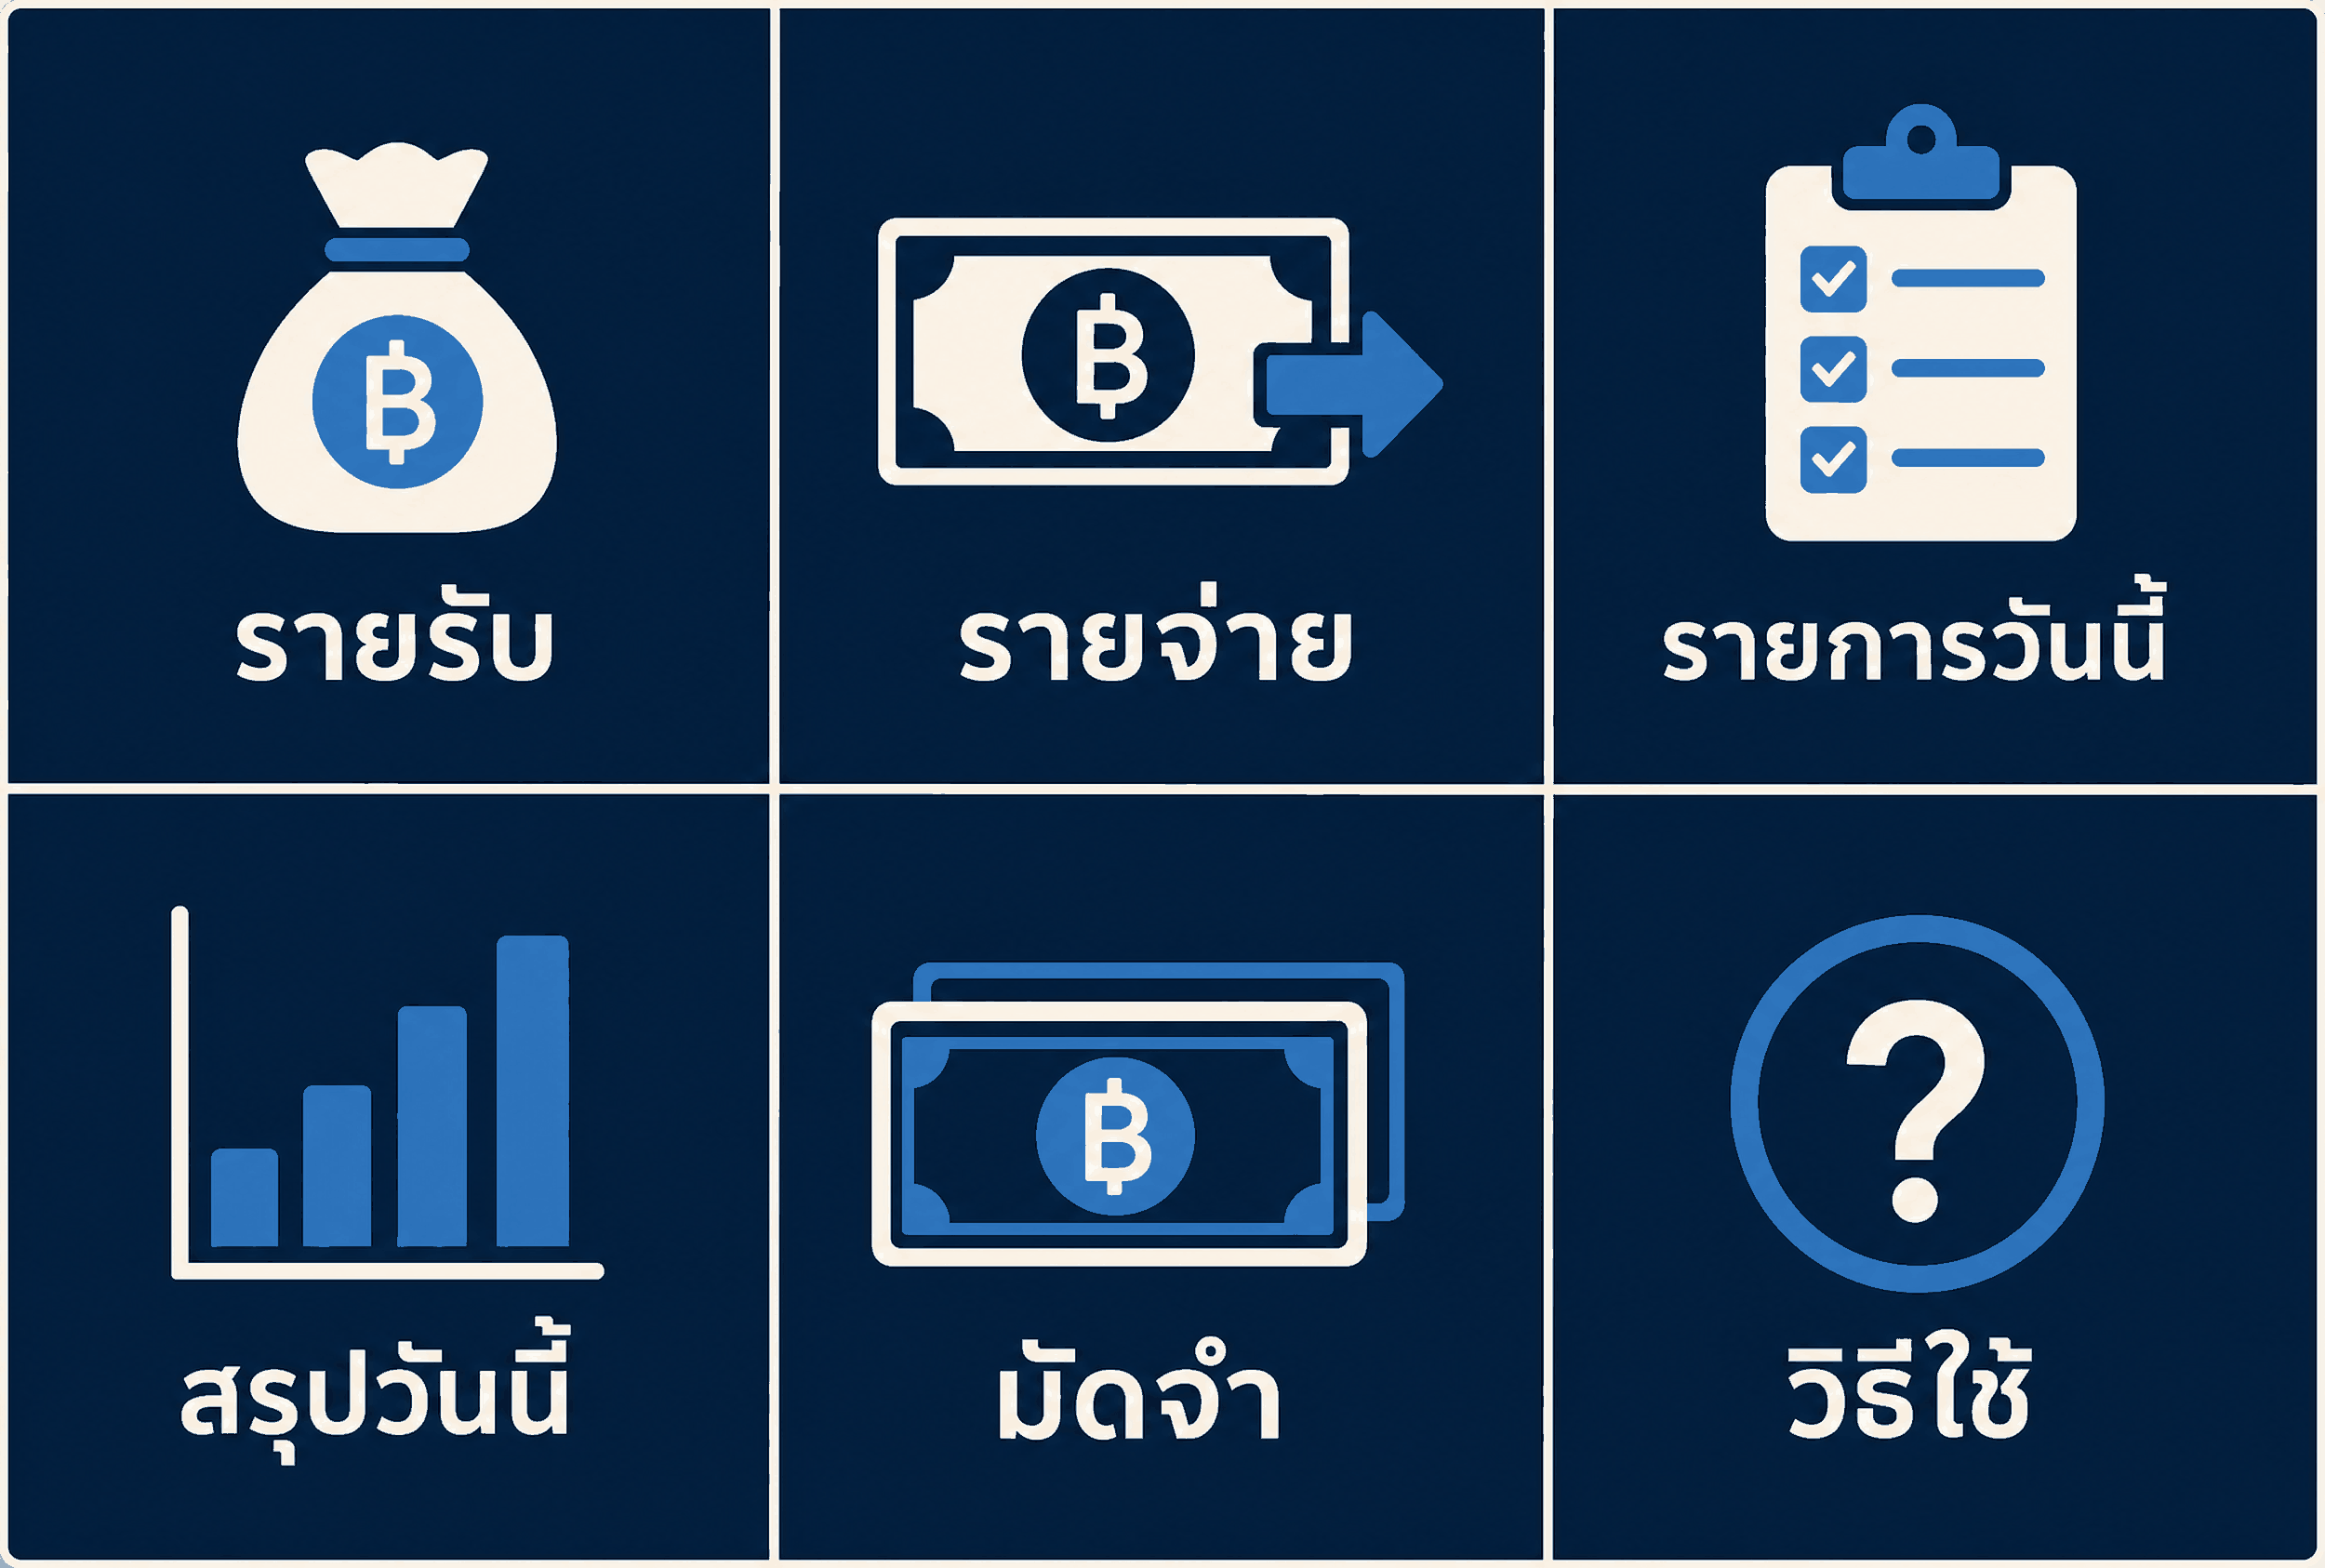 รายรับ
รายจ่าย
รายการวันนี้
สรุปวันนี้
มัดจำ
วิธีใช้